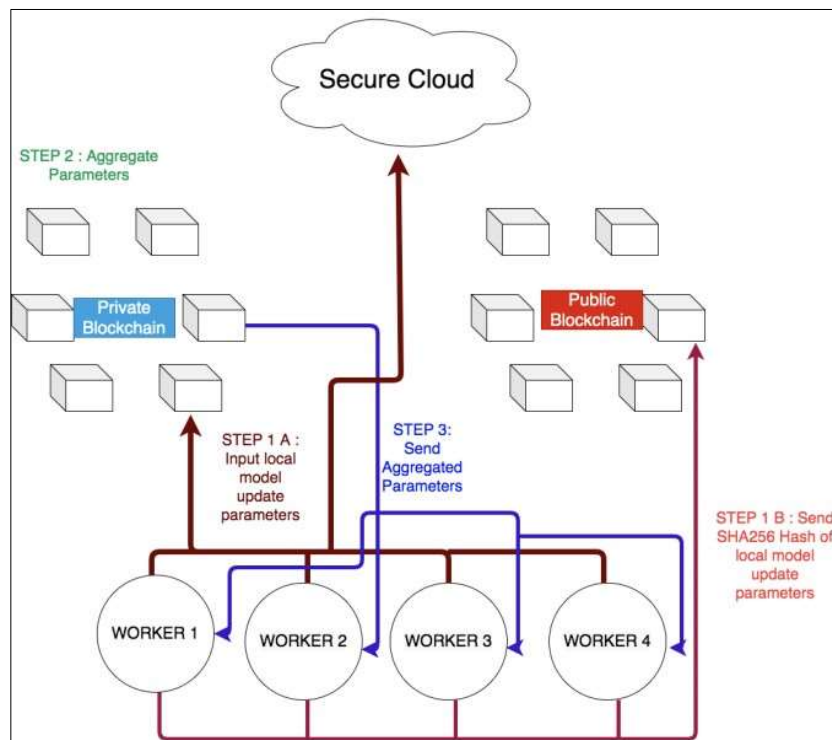 Secure Cloud
STEP 2 : Aggregate
Parameters
Private
Blockchain
Public
Blockchain
STEP 1 A :
Input local
model
update
parameters
STEP 3:
Send
Aggregated
Parameters
STEP 1 B : Send
SHA256 Hash of
local model
update
parameters
WORKER 1
WORKER 2
WORKER 3
WORKER 4